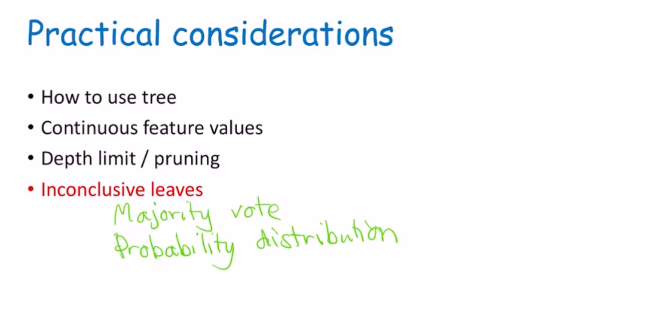 Practical considerations
• How to use tree
• Continuous feature values
• Depth limit / pruning
• Inconclusive leaves
Majority vote
Probability distribution